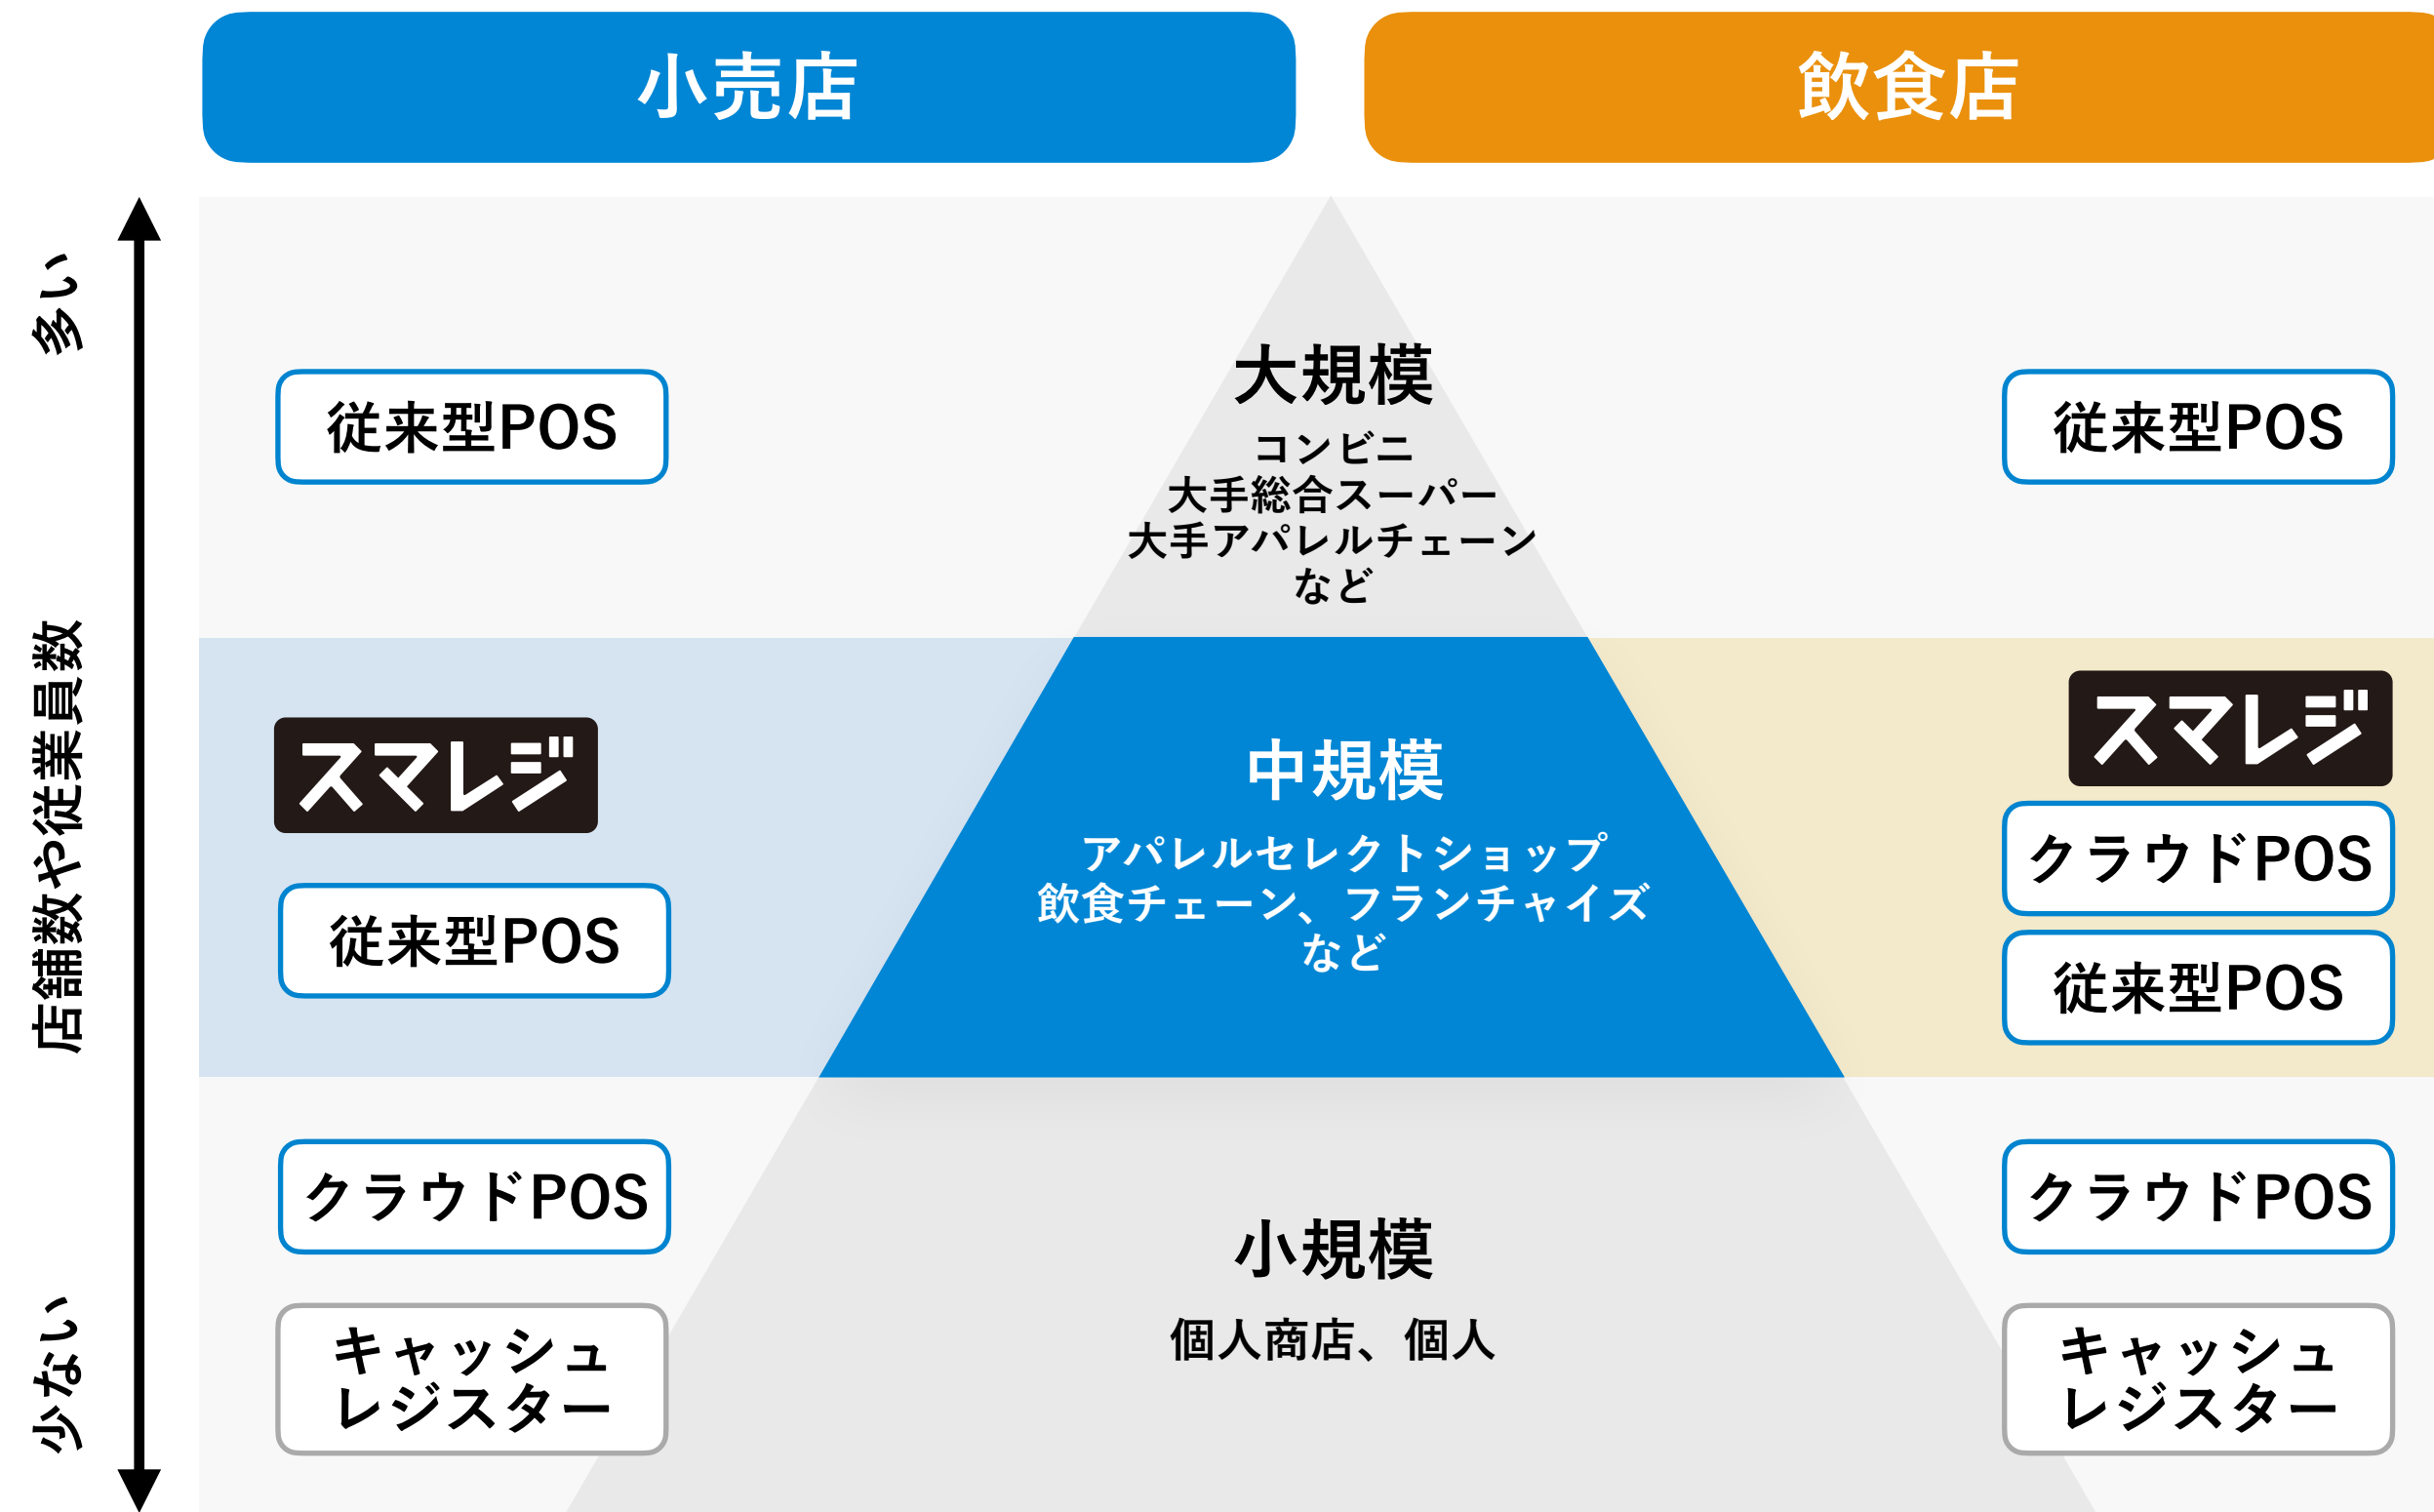 小売店
飲食店
多い
店舗数や従業員数
少ない
従来型POS
大規模
コンビニ
大手総合スーパー
大手アパレルチェーン
など
従来型POS
スマレジ
従来型POS
中規模
アパレルセレクトショップ
飲食チェーン、フランチャイズ
など
スマレジ
クラウドPOS
従来型POS
クラウドPOS
キャッシュ
レジスター
小規模
個人商店、個人
クラウドPOS
キャッシュ
レジスター